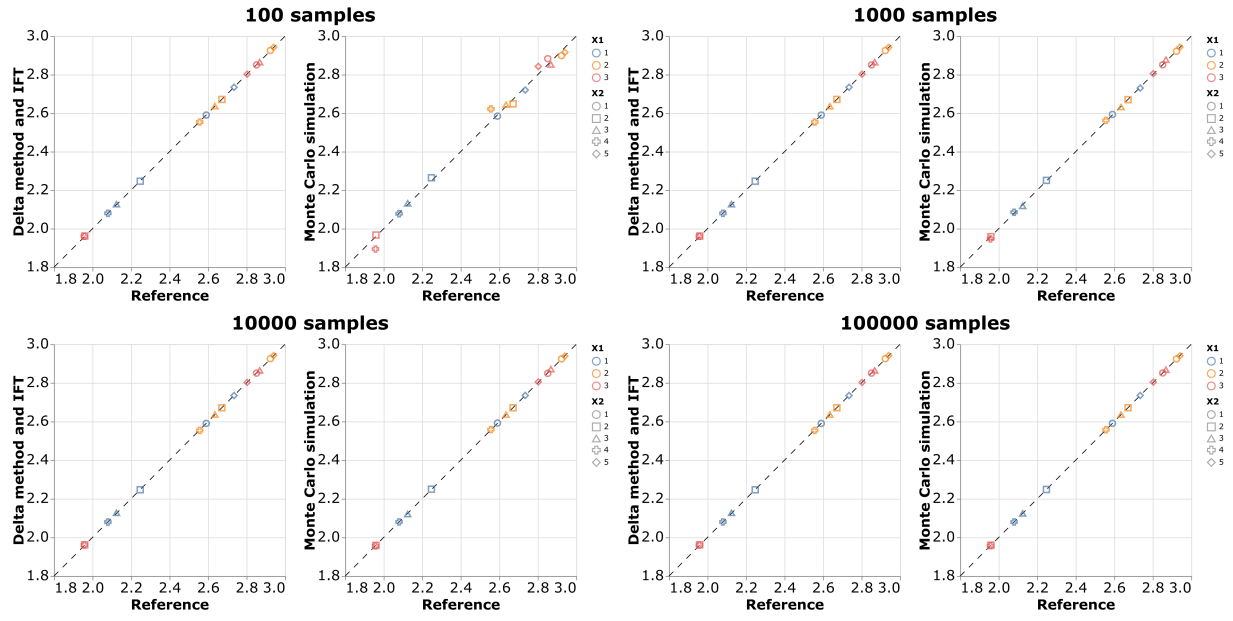 100 samples
1000 samples
Delta method and IFT
3.0
2.8
2.6
2.4
2.2
2.0
1.8
1.8 2.0 2.2 2.4 2.6 2.8 3.0
Reference
Monte Carlo simulation
3.0
2.8
2.6
2.4
2.2
2.0
1.8
1.8 2.0 2.2 2.4 2.6 2.8 3.0
Reference
X1
1
2
3
X2
1
2
3
4
5
Delta method and IFT
3.0
2.8
2.6
2.4
2.2
2.0
1.8
1.8 2.0 2.2 2.4 2.6 2.8 3.0
Reference
Monte Carlo simulation
3.0
2.8
2.6
2.4
2.2
2.0
1.8
1.8 2.0 2.2 2.4 2.6 2.8 3.0
Reference
X1
1
2
3
X2
1
2
3
4
5
10000 samples
100000 samples
Delta method and IFT
3.0
2.8
2.6
2.4
2.2
2.0
1.8
1.8 2.0 2.2 2.4 2.6 2.8 3.0
Reference
Monte Carlo simulation
3.0
2.8
2.6
2.4
2.2
2.0
1.8
1.8 2.0 2.2 2.4 2.6 2.8 3.0
Reference
X1
1
2
3
X2
1
2
3
4
5
Delta method and IFT
3.0
2.8
2.6
2.4
2.2
2.0
1.8
1.8 2.0 2.2 2.4 2.6 2.8 3.0
Reference
Monte Carlo simulation
3.0
2.8
2.6
2.4
2.2
2.0
1.8
1.8 2.0 2.2 2.4 2.6 2.8 3.0
Reference
X1
1
2
3
X2
1
2
3
4
5